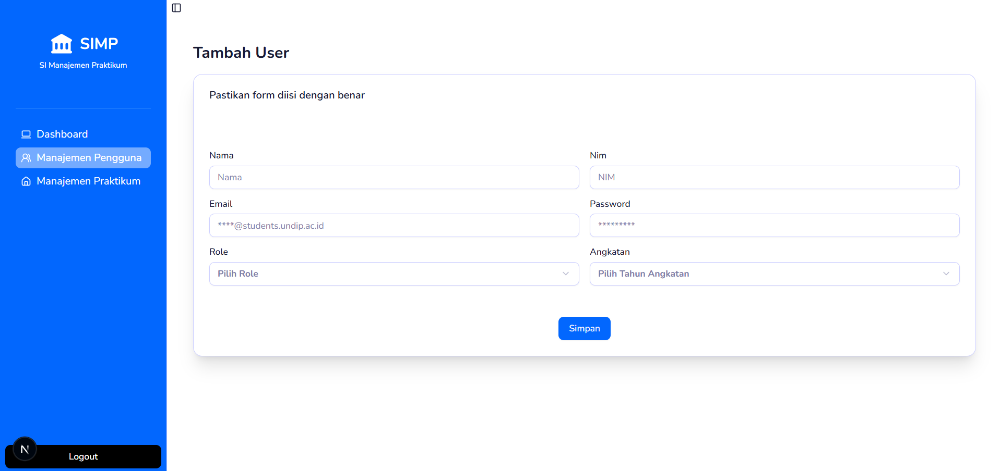 SIMP
SI Manajemen Praktikum
Dashboard
Manajemen Pengguna
Manajemen Praktikum
N
Logout
Tambah User
Pastikan form diisi dengan benar
Nama
Nama
Nim
NIM
Email
****@students.undip.ac.id
Password
*********
Role
Pilih Role
Angkatan
Pilih Tahun Angkatan
Simpan